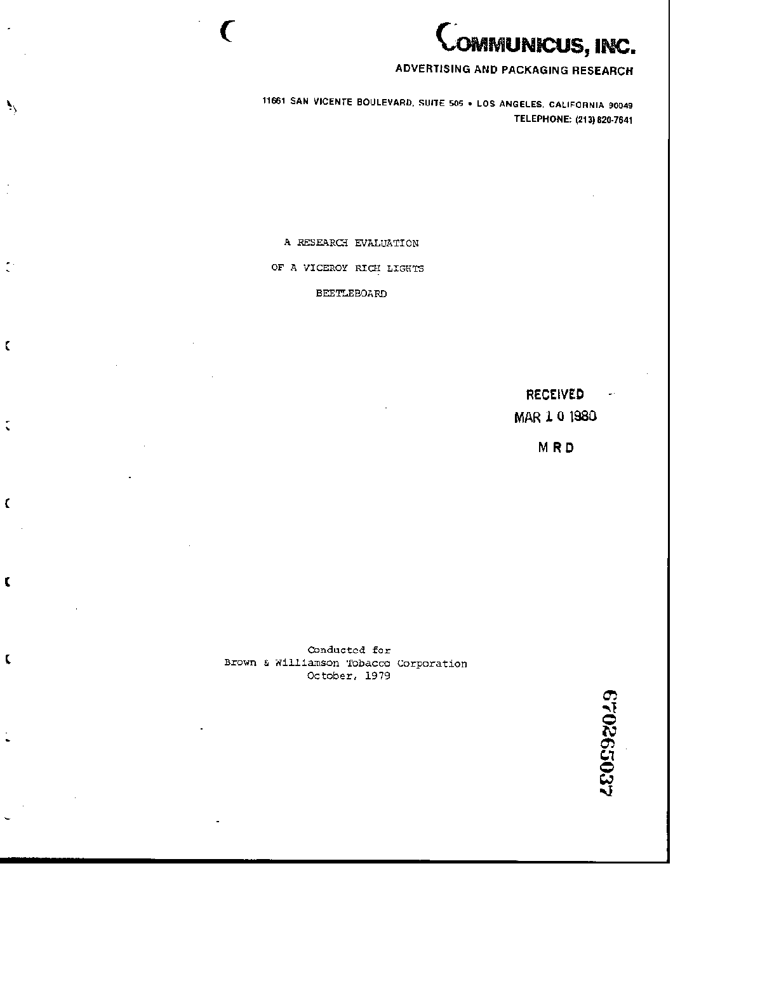 COMMUNICUS, INC.
ADVERTISING AND PACKAGING RESEARCH
11661 SAN VICENTE BOULEVARD, SUITE 505 • LOS ANGELES, CALIFORNIA 90049
TELEPHONE: (213) 820-7641
A RESEARCH EVALUATION
OF A VICEROY RICH LIGHTS
BEETLEBOARD
RECEIVED
MAR 10 1980
MRD
Conducted for
Brown & Williamson Tobacco Corporation
October, 1979
670265037